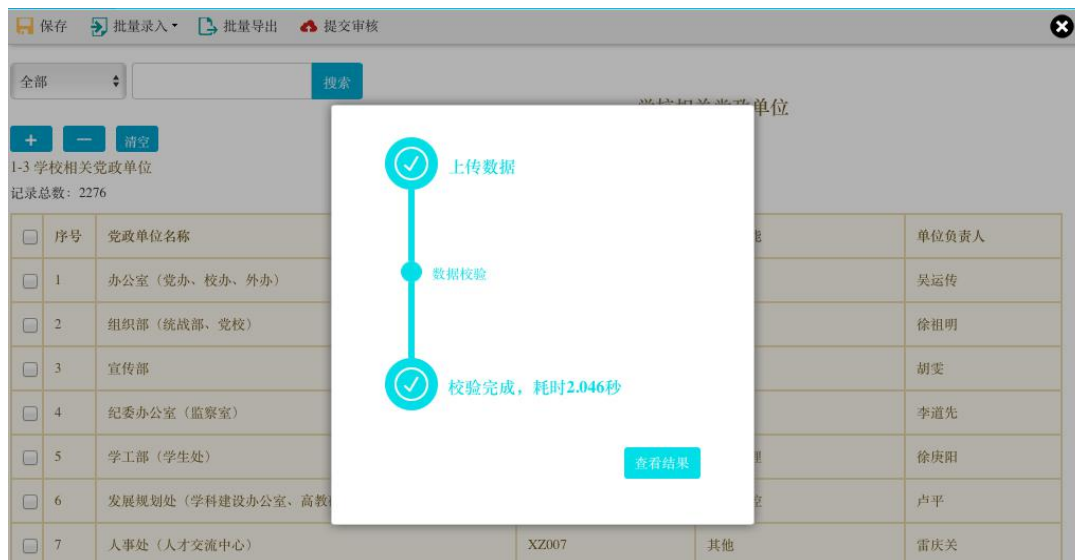 保存 批量录入 批量导出 提交审核
全部 搜索
学校相关党政单位
清空
1-3 学校相关党政单位
记录总数：2276
上传数据
数据校验
校验完成，耗时2.046秒
查看结果
序号 党政单位名称 单位负责人
1 办公室（党办、校办、外办） 吴运传
2 组织部（统战部、党校） 徐祖明
3 宣传部 胡雯
4 纪委办公室（监察室） 李道先
5 学工部（学生处） 徐庚阳
6 发展规划处（学科建设办公室、高教 卢平
7 人事处（人才交流中心） XZ007 其他 雷庆关